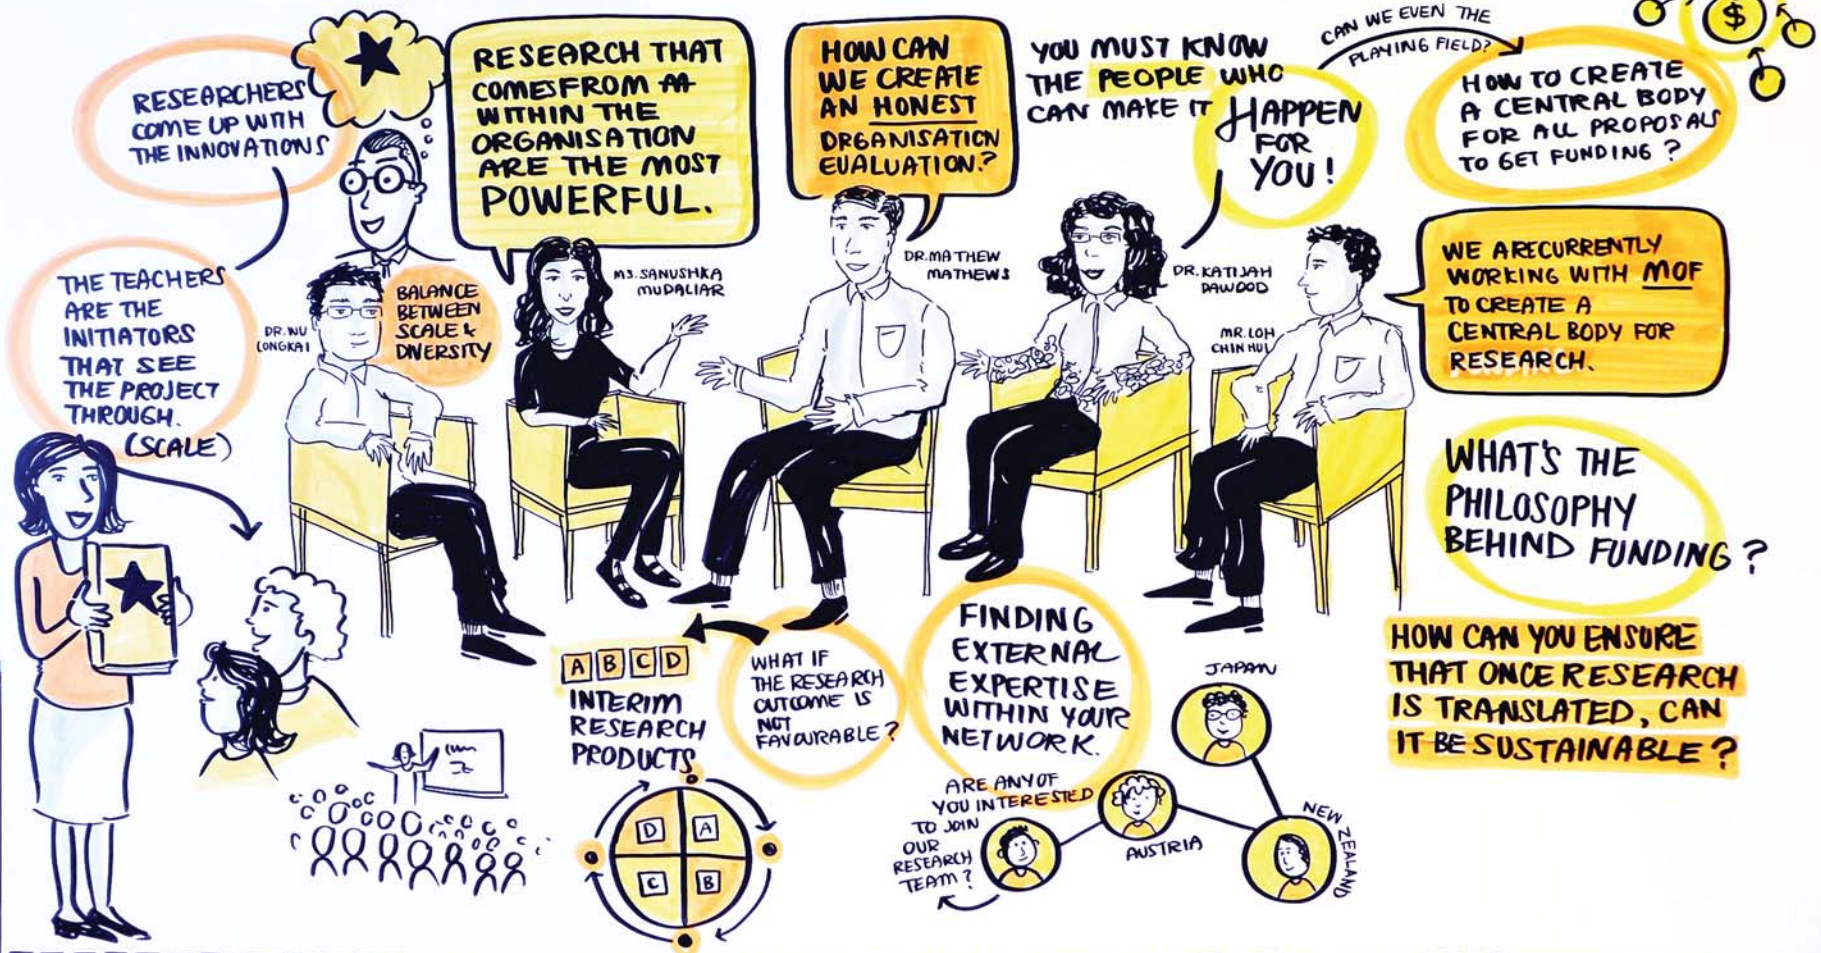 RESEARCHERS
COME UP WITH
THE INNOVATIONS
THE TEACHERS
ARE THE
INITIATORS
THAT SEE
THE PROJECT
THROUGH.
(SCALE)
DR. WU
LONGKAI
BALANCE
BETWEEN
SCALE &
DIVERSITY
RESEARCH THAT
COMES FROM
WITHIN THE
ORGANISATION
ARE THE MOST
POWERFUL.
MS. SANUSHKA
MUDALIAR
HOW CAN
WE CREATE
AN HONEST
ORGANISATION
EVALUATION?
DR. MATHEW
MATHEWS
YOU MUST KNOW
THE PEOPLE WHO
CAN MAKE IT HAPPEN
FOR
YOU!
DR. KATIJAH
DAWOOD
CAN WE EVEN THE
PLAYING FIELD?
$
HOW TO CREATE
A CENTRAL BODY
FOR ALL PROPOSALS
TO GET FUNDING?
MR. LOH
CHIN HUI
WE ARE CURRENTLY
WORKING WITH MOF
TO CREATE A
CENTRAL BODY FOR
RESEARCH.
WHAT'S THE
PHILOSOPHY
BEHIND FUNDING?
HOW CAN YOU ENSURE
THAT ONCE RESEARCH
IS TRANSLATED, CAN
IT BE SUSTAINABLE?
A B C D
INTERIM
RESEARCH
PRODUCTS
D A
C B
WHAT IF
THE RESEARCH
OUTCOME IS
NOT
FAVOURABLE?
FINDING
EXTERNAL
EXPERTISE
WITHIN YOUR
NETWORK.
ARE ANY OF
YOU INTERESTED
TO JOIN
OUR
RESEARCH
TEAM?
JAPAN
AUSTRIA
NEW ZEALAND